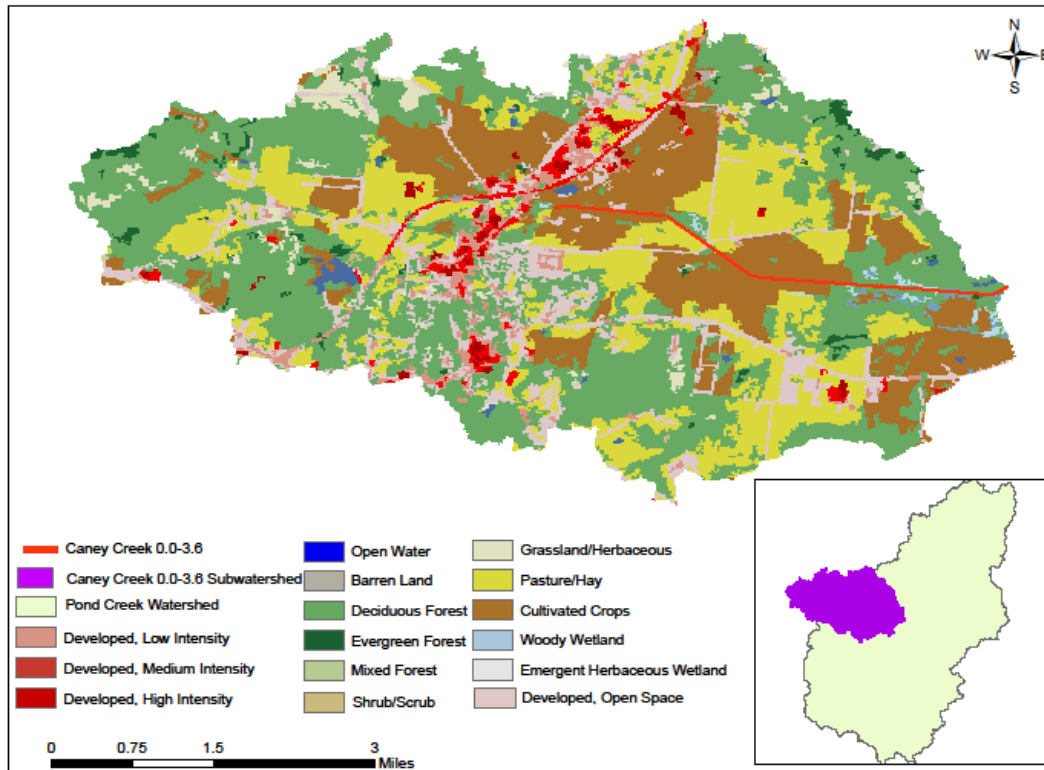 N
W E
S
Caney Creek 0.0-3.6
Caney Creek 0.0-3.6 Subwatershed
Pond Creek Watershed
Developed, Low Intensity
Developed, Medium Intensity
Developed, High Intensity
Open Water
Barren Land
Deciduous Forest
Evergreen Forest
Mixed Forest
Shrub/Scrub
Grassland/Herbaceous
Pasture/Hay
Cultivated Crops
Woody Wetland
Emergent Herbaceous Wetland
Developed, Open Space
0 0.75 1.5 3
Miles